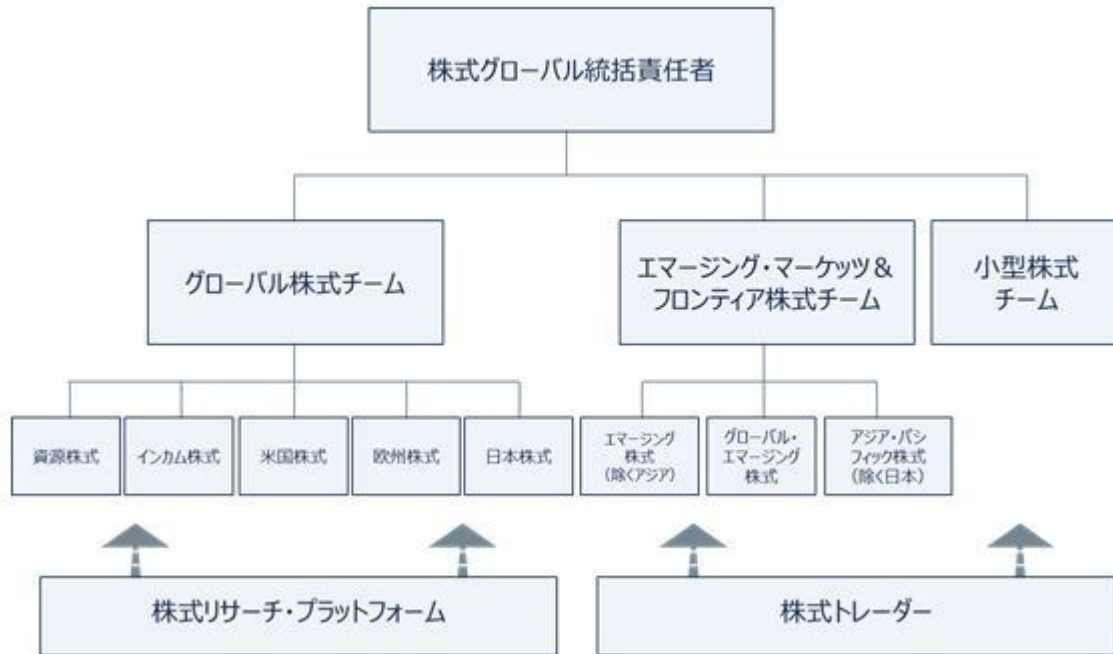 株式グローバル統括責任者
グローバル株式チーム
エマージング・マーケッツ＆
フロンティア株式チーム
小型株式
チーム
資源株式
インカム株式
米国株式
欧州株式
日本株式
エマージング
株式
（除くアジア）
グローバル・
エマージング
株式
アジア・パシ
フィック株式
（除く日本）
株式リサーチ・プラットフォーム
株式トレーダー